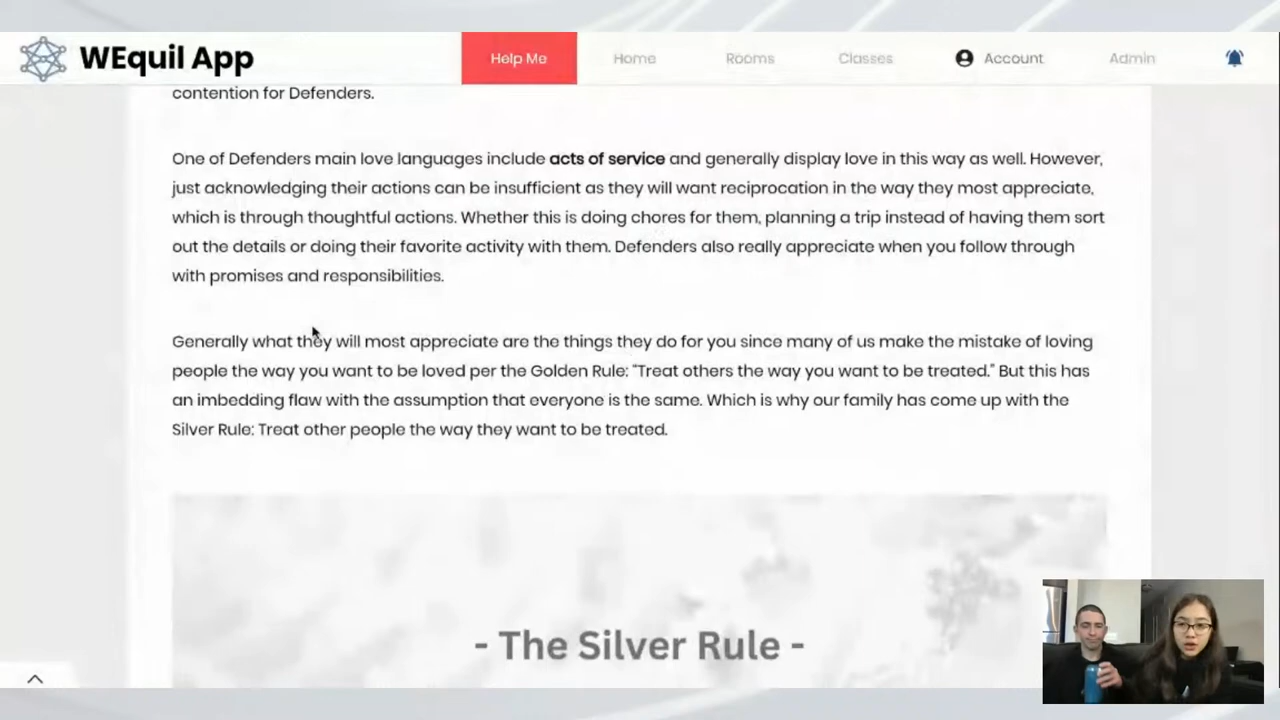 WEquil App
Help Me
Home
Rooms
Classes
Account
Admin
contention for Defenders.
One of Defenders main love languages include acts of service and generally display love in this way as well. However,
just acknowledging their actions can be insufficient as they will want reciprocation in the way they most appreciate,
which is through thoughtful actions. Whether this is doing chores for them, planning a trip instead of having them sort
out the details or doing their favorite activity with them. Defenders also really appreciate when you follow through
with promises and responsibilities.
Generally what they will most appreciate are the things they do for you since many of us make the mistake of loving
people the way you want to be loved per the Golden Rule: "Treat others the way you want to be treated." But this has
an imbedding flaw with the assumption that everyone is the same. Which is why our family has come up with the
Silver Rule: Treat other people the way they want to be treated.
- The Silver Rule -